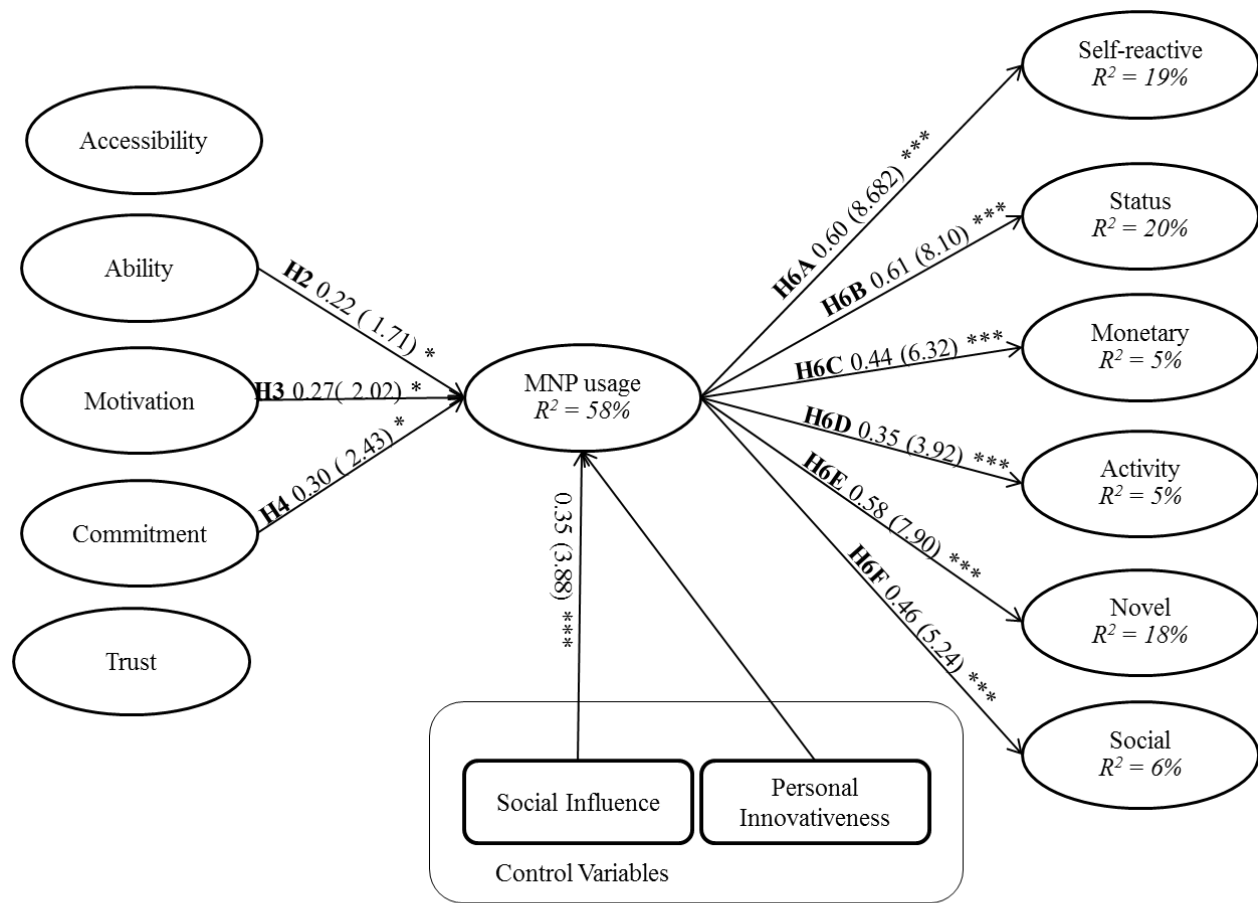 Accessibility
Ability
Motivation
Commitment
Trust
H2 0.22 ( 1.71) *
H3 0.27( 2.02) *
H4 0.30 ( 2.43) *
MNP usage
R² = 58%
0.35 (3.88) ***
Social Influence
Personal
Innovativeness
Control Variables
H6A 0.60 (8.682) ***
H6B 0.61 (8.10) ***
H6C 0.44 (6.32) ***
H6D 0.35 (3.92) ***
H6E 0.58 (7.90) ***
H6F 0.46 (5.24) ***
Self-reactive
R² = 19%
Status
R² = 20%
Monetary
R² = 5%
Activity
R² = 5%
Novel
R² = 18%
Social
R² = 6%